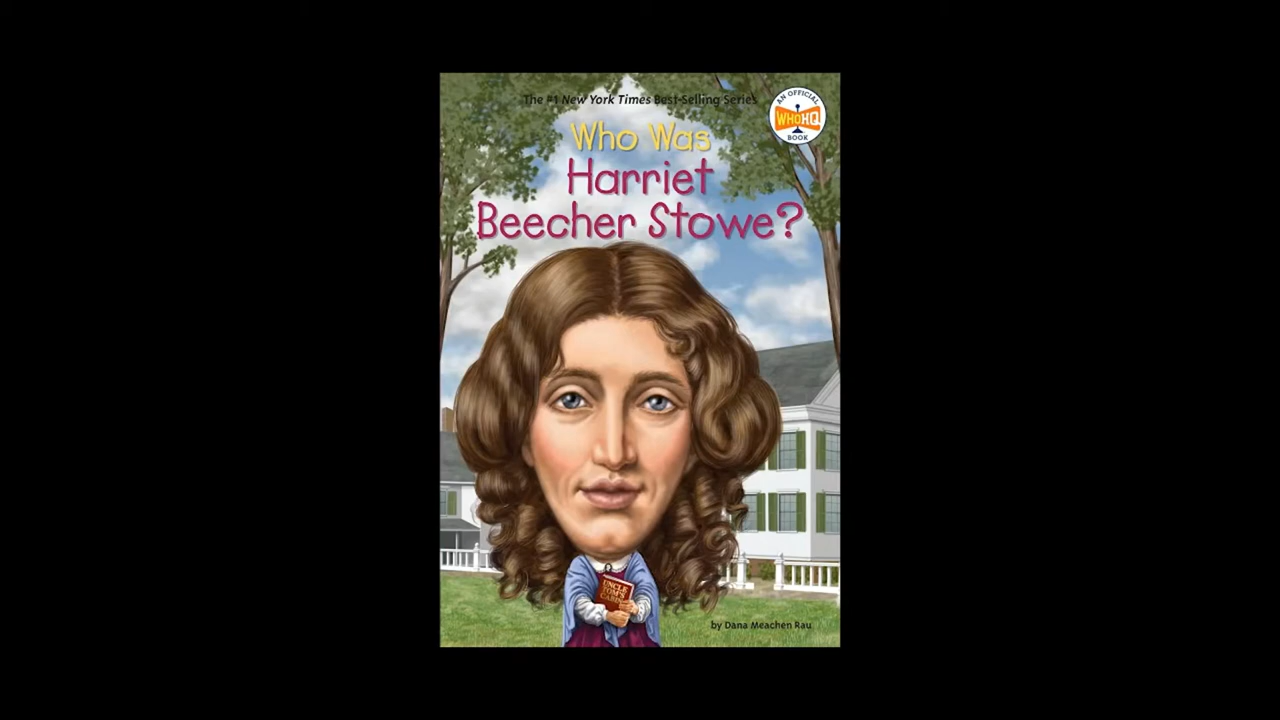 The #1 New York Times Best-Selling Series
AN OFFICIAL
WHOHQ
BOOK
Who Was
Harriet
Beecher Stowe?
UNCLE
TOM'S
CABIN
by Dana Meachen Rau